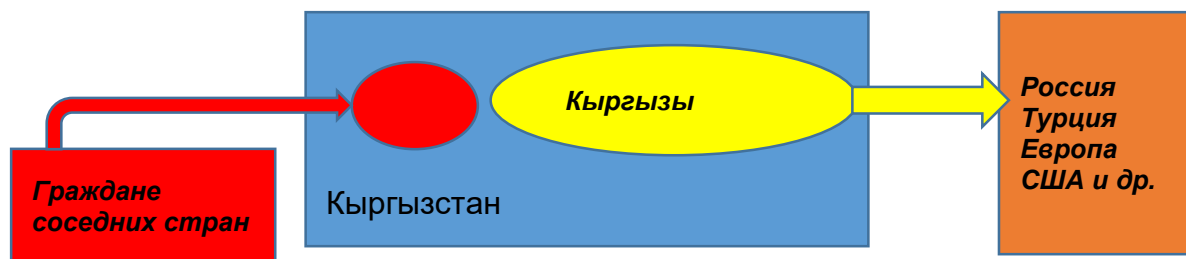 Граждане
соседних стран
Кыргызстан
Кыргызы
Россия
Турция
Европа
США и др.